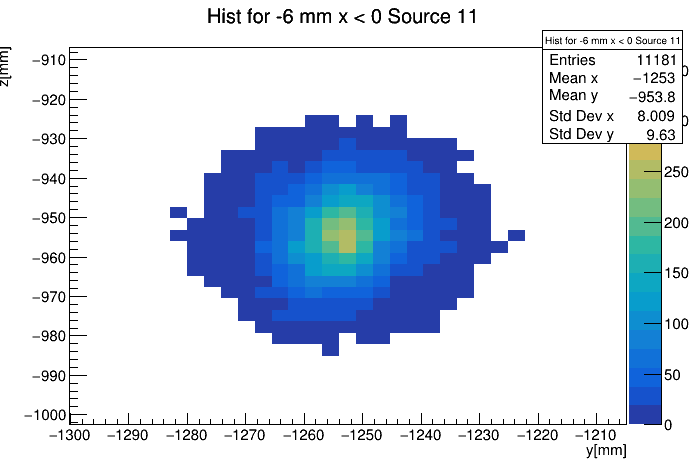 Hist for -6 mm x < 0 Source 11
Hist for -6 mm x < 0 Source 11
Entries 11181
Mean x −1253
Mean y −953.8
Std Dev x 8.009
Std Dev y 9.63
z[mm]
−910
−920
−930
−940
−950
−960
−970
−980
−990
−1000
−1300 −1290 −1280 −1270 −1260 −1250 −1240 −1230 −1220 −1210
y[mm]
250
200
150
100
50
0